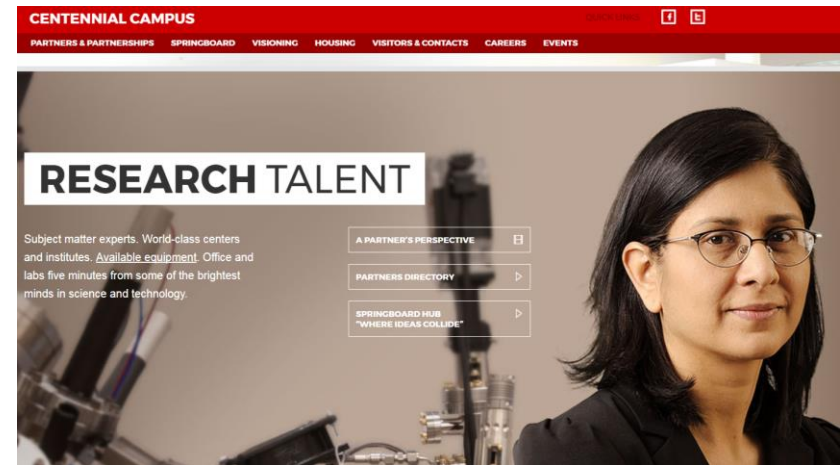 CENTENNIAL CAMPUS
QUICK LINKS
PARTNERS & PARTNERSHIPS SPRINGBOARD VISIONING HOUSING VISITORS & CONTACTS CAREERS EVENTS
RESEARCH TALENT
Subject matter experts. World-class centers
and institutes. Available equipment. Office and
labs five minutes from some of the brightest
minds in science and technology.
A PARTNER'S PERSPECTIVE
PARTNERS DIRECTORY
SPRINGBOARD HUB
"WHERE IDEAS COLLIDE"